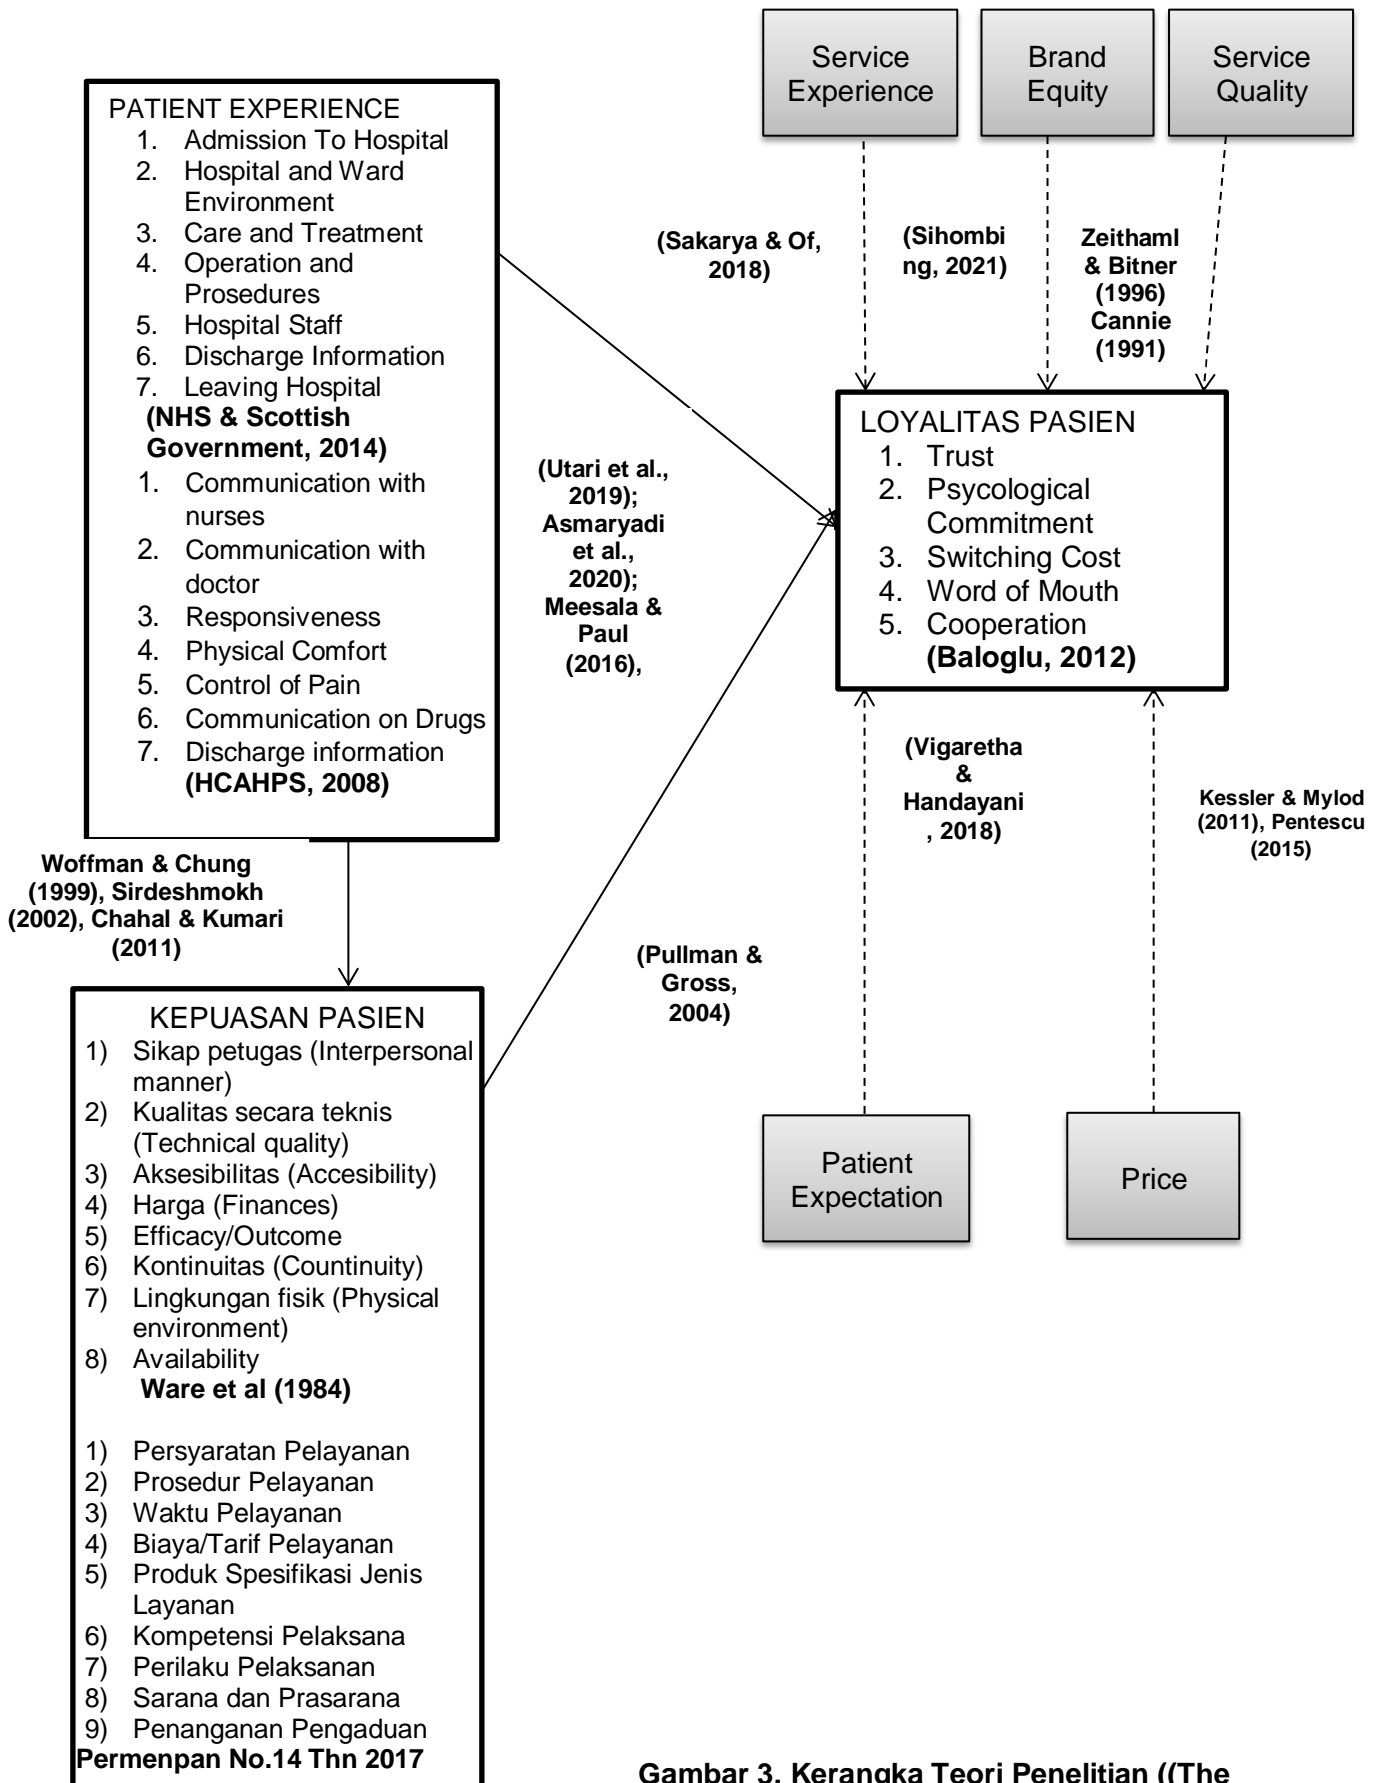 Service
Experience
Brand
Equity
Service
Quality
PATIENT EXPERIENCE
1. Admission To Hospital
2. Hospital and Ward
Environment
3. Care and Treatment
4. Operation and
Prosedures
5. Hospital Staff
6. Discharge Information
7. Leaving Hospital
(NHS & Scottish
Government, 2014)
1. Communication with
nurses
2. Communication with
doctor
3. Responsiveness
4. Physical Comfort
5. Control of Pain
6. Communication on Drugs
7. Discharge information
(HCAHPS, 2008)
(Sakarya & Of,
2018)
(Sihombi
ng, 2021)
Zeithaml
& Bitner
(1996)
Cannie
(1991)
LOYALITAS PASIEN
1. Trust
2. Psycological
Commitment
3. Switching Cost
4. Word of Mouth
5. Cooperation
(Baloglu, 2012)
(Utari et al.,
2019);
Asmaryadi
et al.,
2020);
Meesala &
Paul
(2016),
(Vigaretha
&
Handayani
, 2018)
Kessler & Mylod
(2011), Pentescu
(2015)
Woffman & Chung
(1999), Sirdeshmokh
(2002), Chahal & Kumari
(2011)
(Pullman &
Gross,
2004)
KEPUASAN PASIEN
1) Sikap petugas (Interpersonal
manner)
2) Kualitas secara teknis
(Technical quality)
3) Aksesibilitas (Accesibility)
4) Harga (Finances)
5) Efficacy/Outcome
6) Kontinuitas (Countinuity)
7) Lingkungan fisik (Physical
environment)
8) Availability
Ware et al (1984)
1) Persyaratan Pelayanan
2) Prosedur Pelayanan
3) Waktu Pelayanan
4) Biaya/Tarif Pelayanan
5) Produk Spesifikasi Jenis
Layanan
6) Kompetensi Pelaksana
7) Perilaku Pelaksanan
8) Sarana dan Prasarana
9) Penanganan Pengaduan
Permenpan No.14 Thn 2017
Patient
Expectation
Price
Gambar 3. Kerangka Teori Penelitian ((The